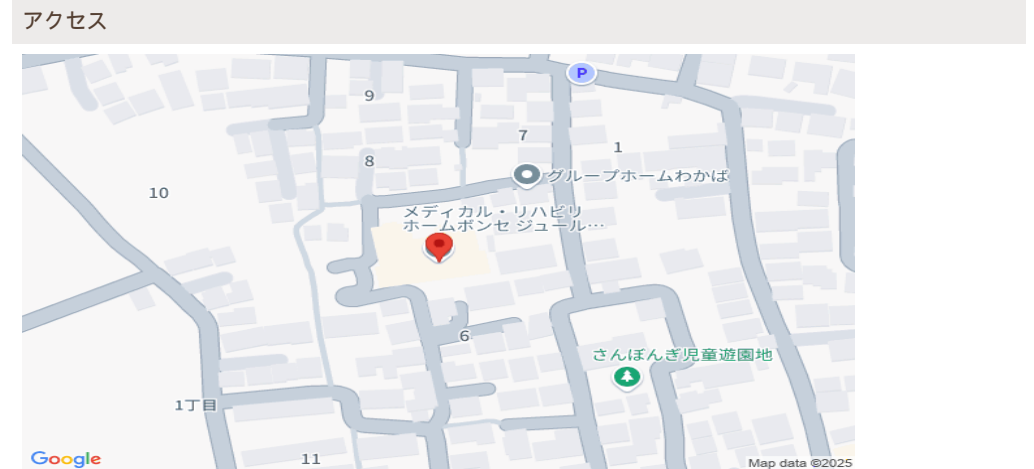 アクセス
P
9
7
1
8
グループホームわかば
10
メディカル・リハビリ
ホームボンセジュール…
6
さんぼんぎ児童遊園地
1丁目
11
Google
Map data ©2025